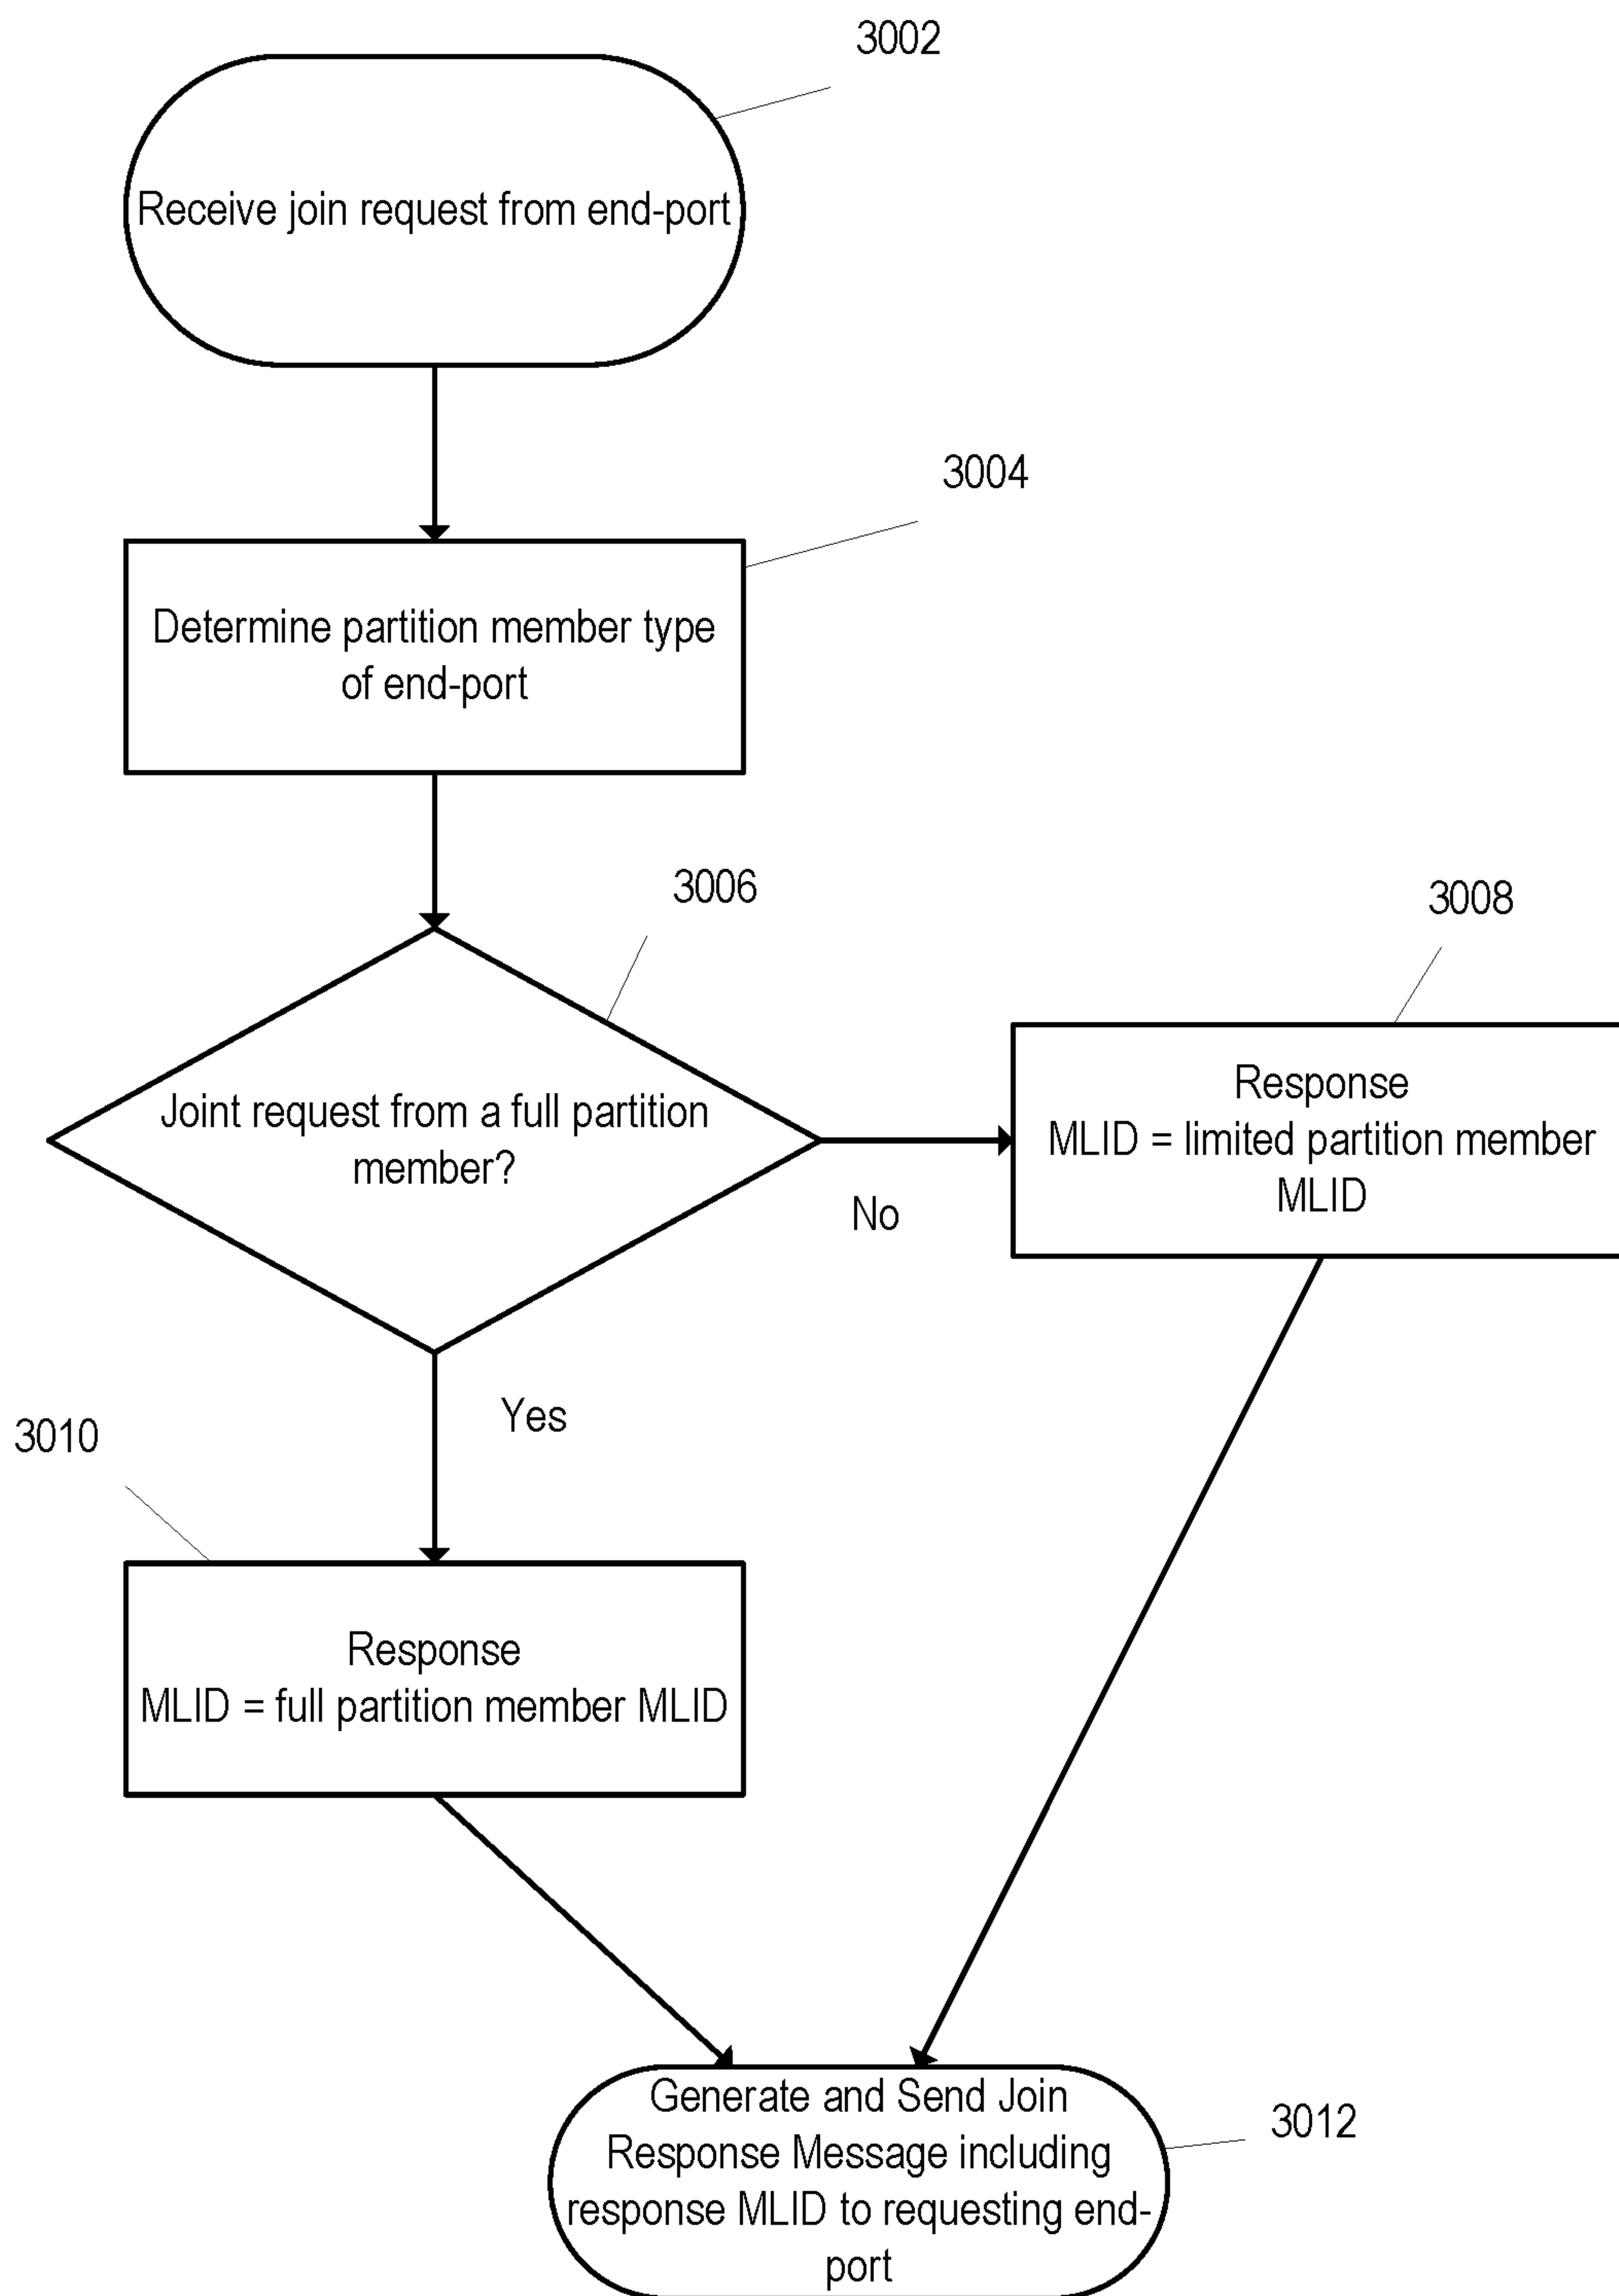 3002
Receive join request from end-port
3004
Determine partition member type
of end-port
3006
Joint request from a full partition
member?
3008
Response
MLID = limited partition member
MLID
No
Yes
3010
Response
MLID = full partition member MLID
Generate and Send Join
Response Message including
response MLID to requesting end-
port
3012